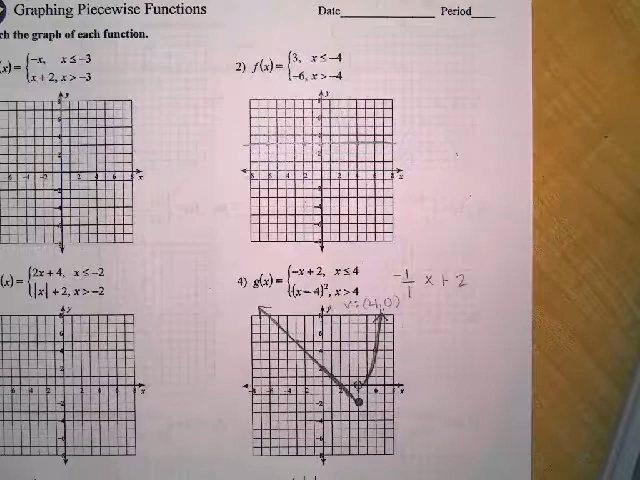 Graphing Piecewise Functions Date Period
ch the graph of each function.
(x) = {-x, x ≤ -3
x + 2, x > -3
2) f(x) = {3, x ≤ -4
-6, x > -4
(x) = {2x + 4, x ≤ -2
|x| + 2, x > -2
4) g(x) = {-x + 2, x ≤ 4
(x - 4)², x > 4
-1/1 x + 2
v: (4,0)